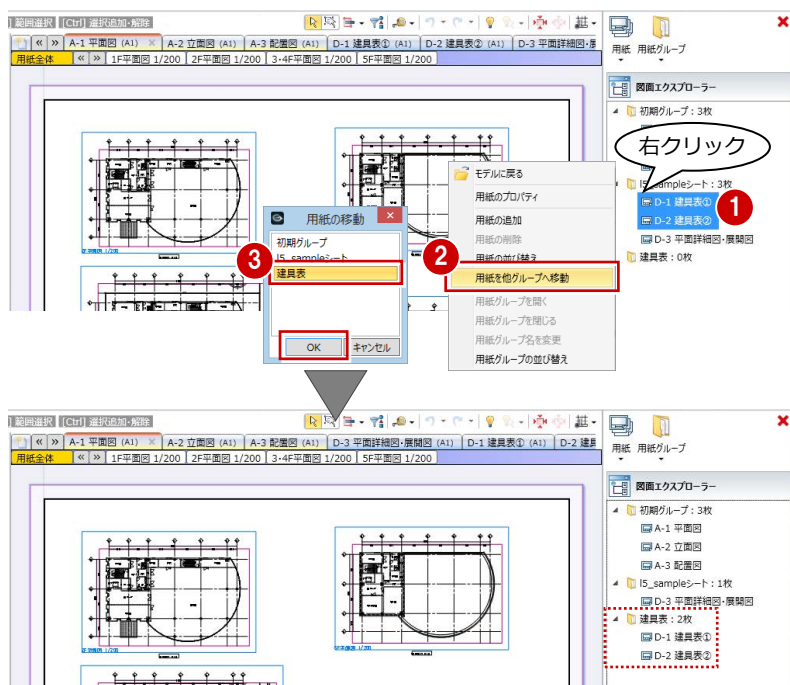 】範囲選択 【[Ctrl] 選択追加・解除
« » A-1 平面図 (A1) × A-2 立面図 (A1) A-3 配置図 (A1) D-1 建具表① (A1) D-2 建具表② (A1) D-3 平面詳細図・展
用紙全体 « » 1F平面図 1/200 2F平面図 1/200 3・4F平面図 1/200 5F平面図 1/200
用紙 用紙グループ
図面エクスプローラー
初期グループ：3枚
右クリック
l5_sampleシート：3枚
D-1 建具表①
D-2 建具表②
1
D-3 平面詳細図・展開図
建具表：0枚
モデルに戻る
用紙のプロパティ
用紙の追加
用紙の削除
用紙の並び替え
2
用紙を他グループへ移動
用紙グループを開く
用紙グループを閉じる
用紙グループ名を変更
用紙グループの並び替え
用紙の移動
初期グループ
l5_sampleシート
3
建具表
OK キャンセル
】範囲選択 【[Ctrl] 選択追加・解除
« » A-1 平面図 (A1) × A-2 立面図 (A1) A-3 配置図 (A1) D-3 平面詳細図・展開図 (A1) D-1 建具表① (A1) D-2 建具
用紙全体 « » 1F平面図 1/200 2F平面図 1/200 3・4F平面図 1/200 5F平面図 1/200
用紙 用紙グループ
図面エクスプローラー
初期グループ：3枚
A-1 平面図
A-2 立面図
A-3 配置図
l5_sampleシート：1枚
D-3 平面詳細図・展開図
建具表：2枚
D-1 建具表①
D-2 建具表②